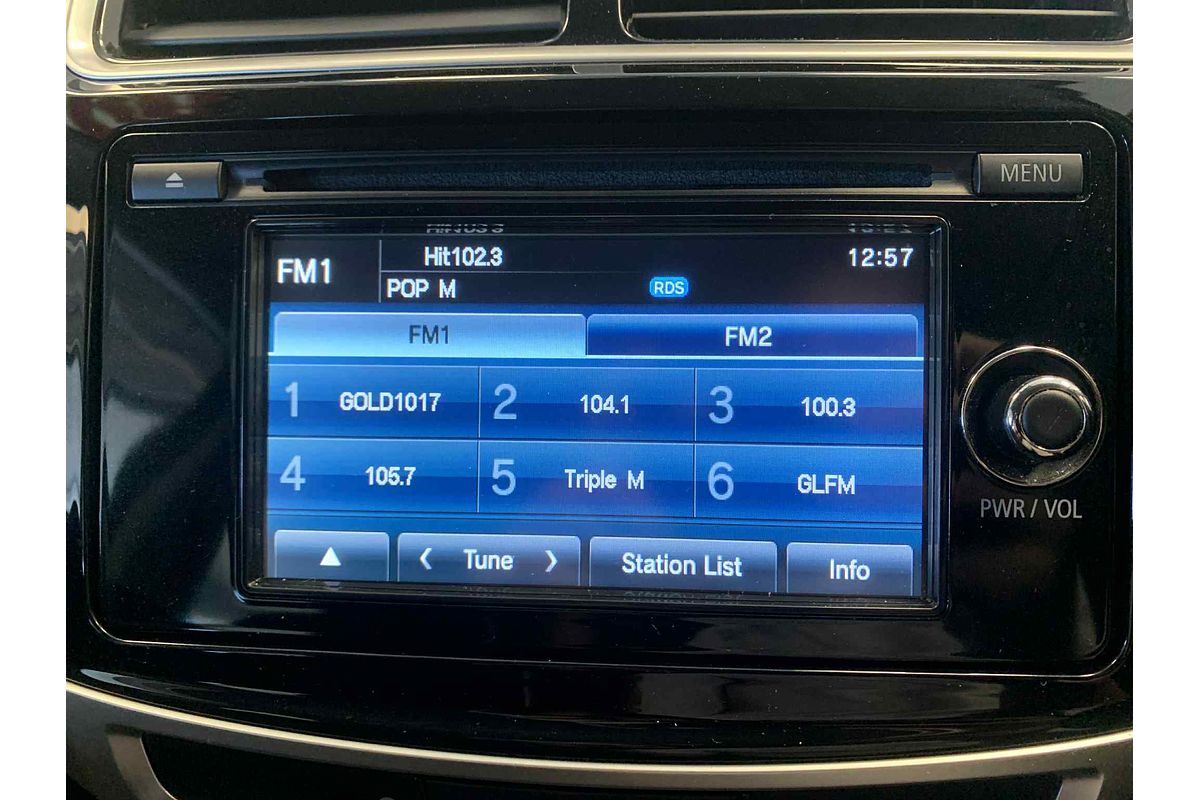 MENU
Hit102.3
12:57
FM1
POP M
RDS
FM1
FM2
1 GOLD1017
2 104.1
3 100.3
4 105.7
5 Triple M
6 GLFM
Tune
Station List
Info
PWR / VOL